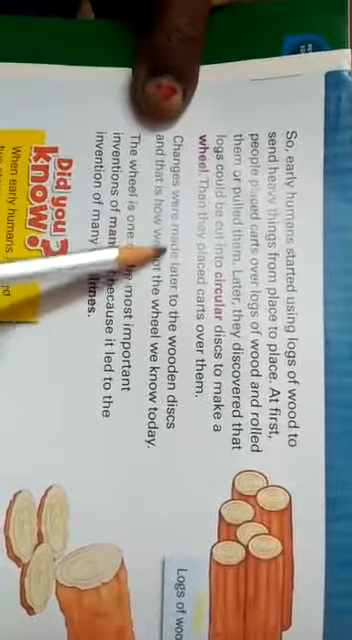 So, early humans started using logs of wood to
send heavy things from place to place. At first,
people placed carts over logs of wood and rolled
them or pulled them. Later, they discovered that
logs could be cut into circular discs to make a
wheel. Then they placed carts over them.
Changes were made later to the wooden discs
and that is how we got the wheel we know today.
The wheel is one most important
inventions of because it led to the
invention of many
Did you
know?
When early humans
Logs of